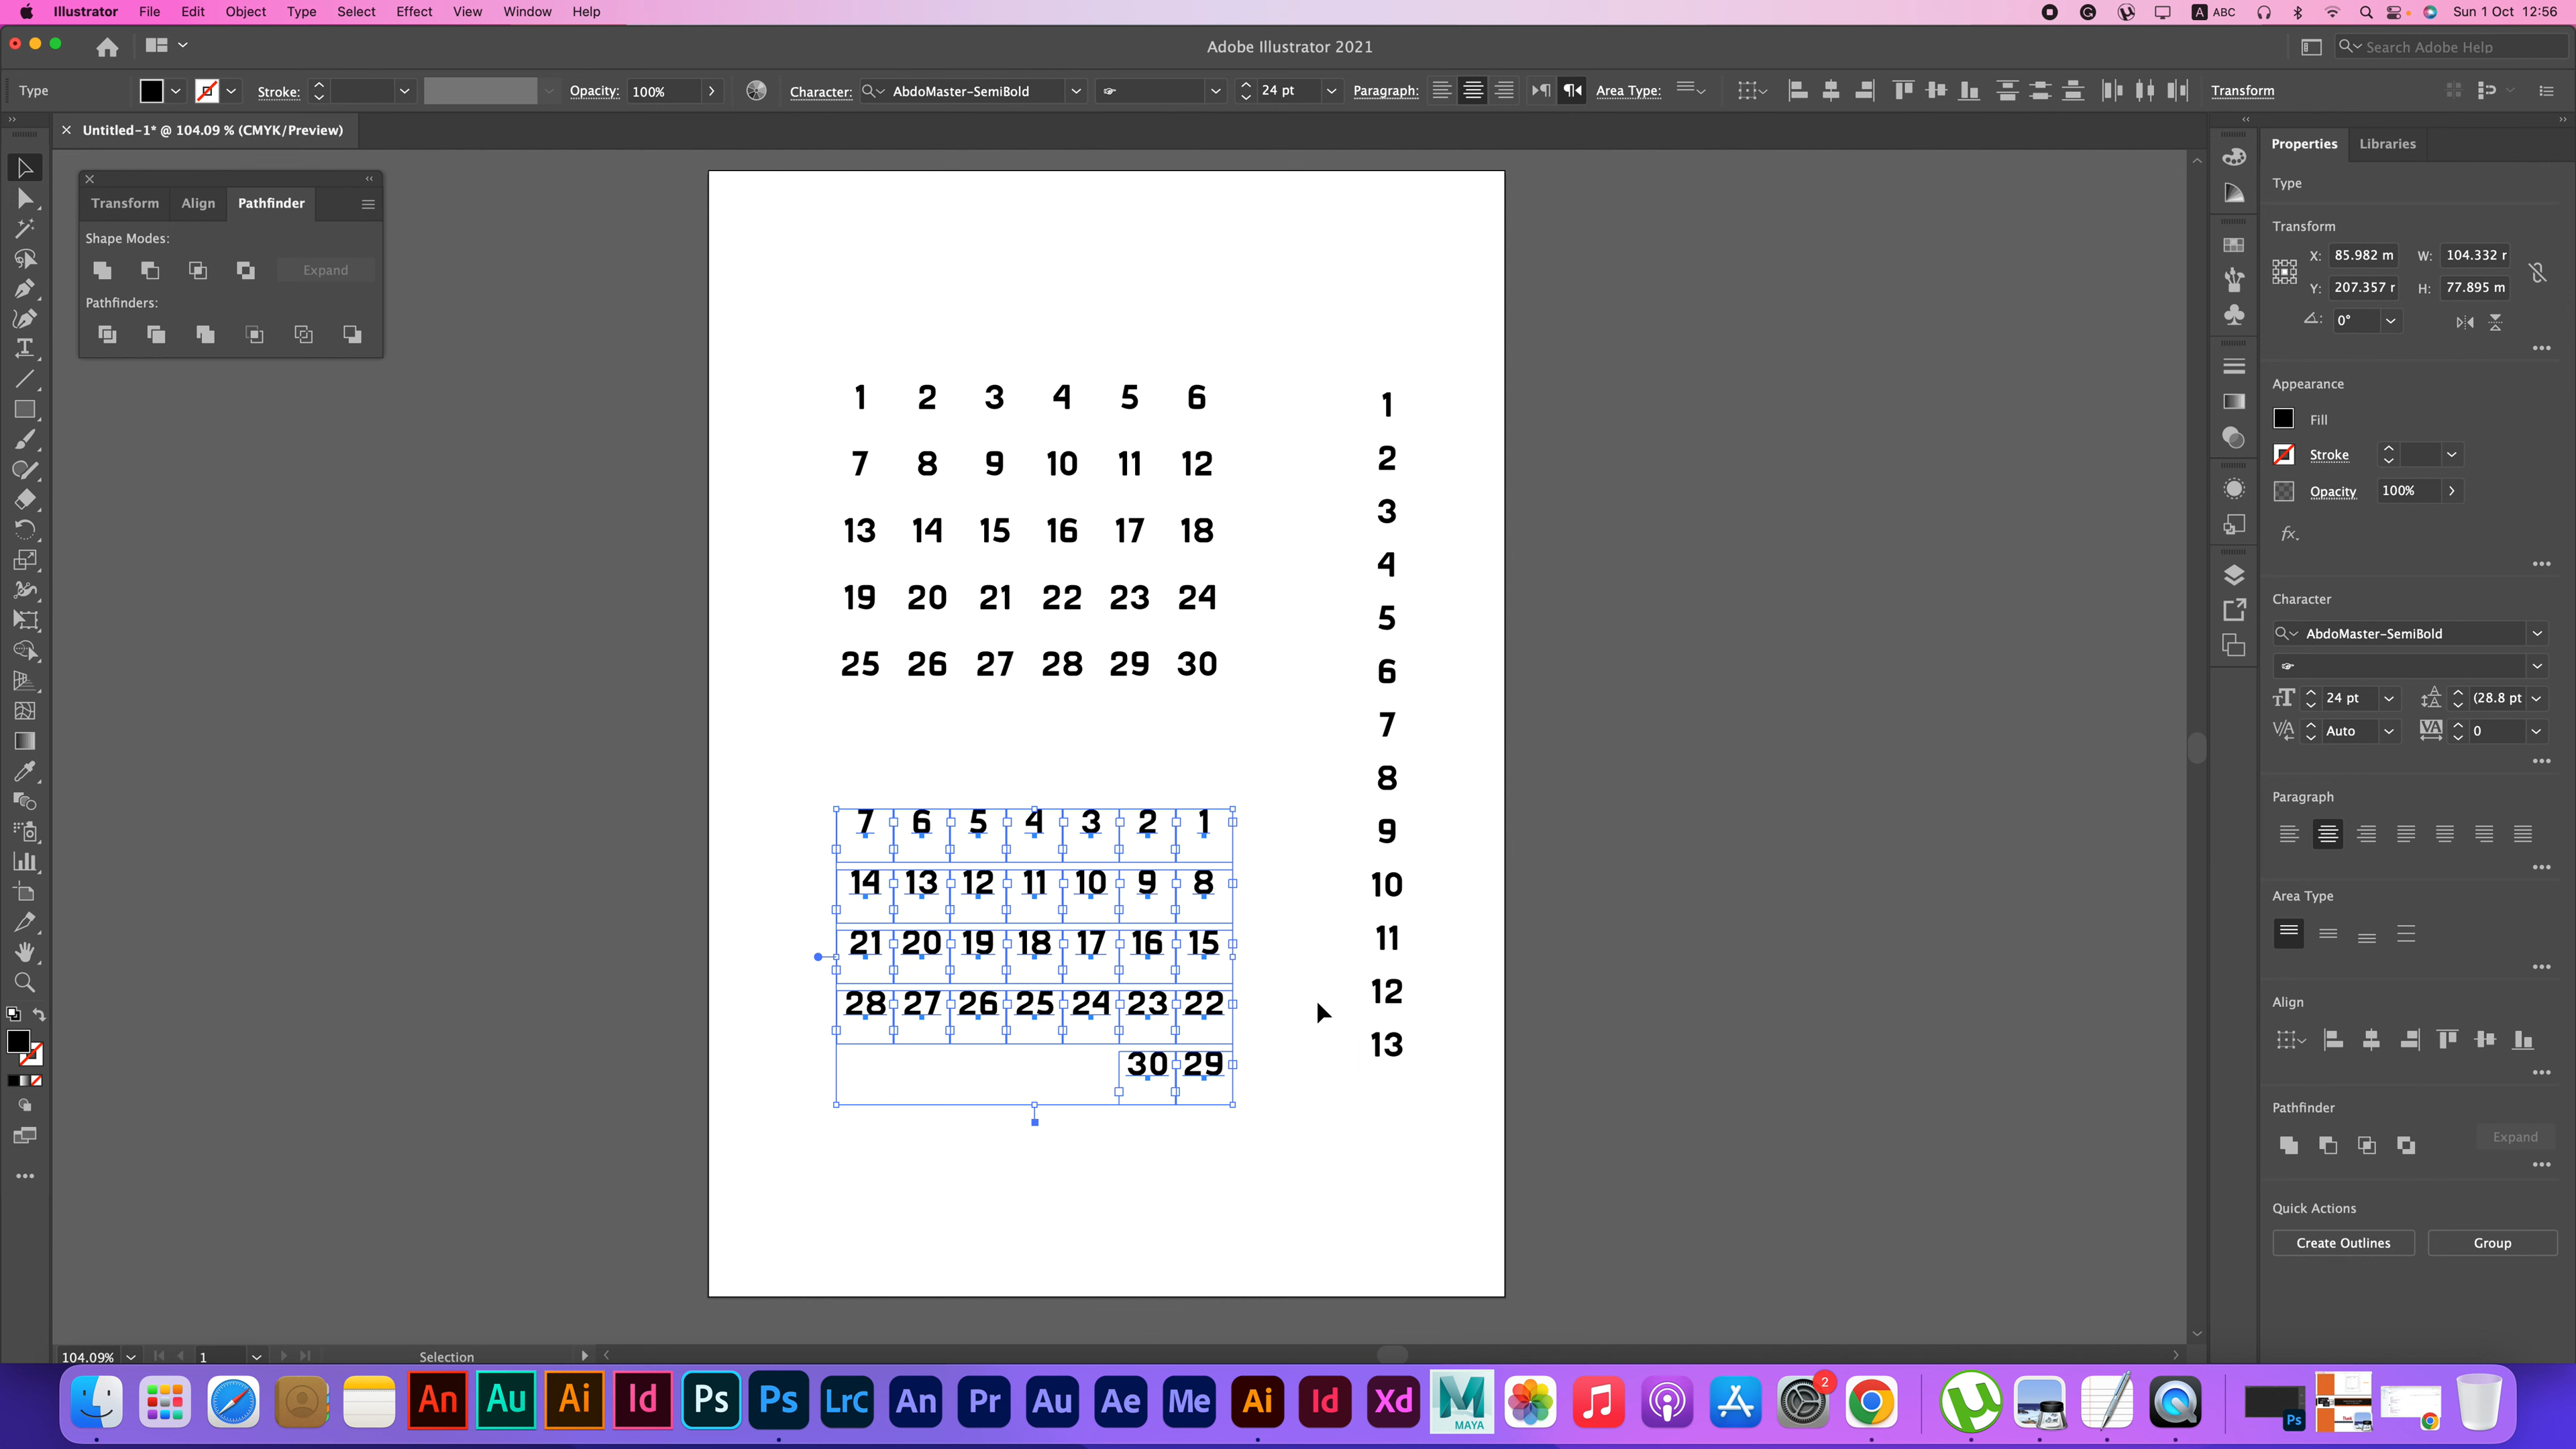 Illustrator File Edit Object Type Select Effect View Window Help A ABC Sun 1 Oct 12:56
Adobe Illustrator 2021 Search Adobe Help
Type Stroke: Opacity: 100% Character: AbdoMaster-SemiBold 24 pt Paragraph: Area Type: Transform
Untitled-1* @ 104.09 % (CMYK/Preview)
Transform Align Pathfinder
Shape Modes:
Expand
Pathfinders:
1 2 3 4 5 6
7 8 9 10 11 12
13 14 15 16 17 18
19 20 21 22 23 24
25 26 27 28 29 30
7 6 5 4 3 2 1
14 13 12 11 10 9 8
21 20 19 18 17 16 15
28 27 26 25 24 23 22
30 29
1
2
3
4
5
6
7
8
9
10
11
12
13
Properties Libraries
Type
Transform
X: 85.982 m W: 104.332 r
Y: 207.357 r H: 77.895 m
0°
Appearance
Fill
Stroke
Opacity 100%
fx.
Character
AbdoMaster-SemiBold
24 pt (28.8 pt
Auto 0
Paragraph
Area Type
Align
Pathfinder
Expand
Quick Actions
Create Outlines Group
104.09% 1 Selection
An Au Ai Id Ps Ps LrC An Pr Au Ae Me Ai Id Xd MAYA 2 Ps